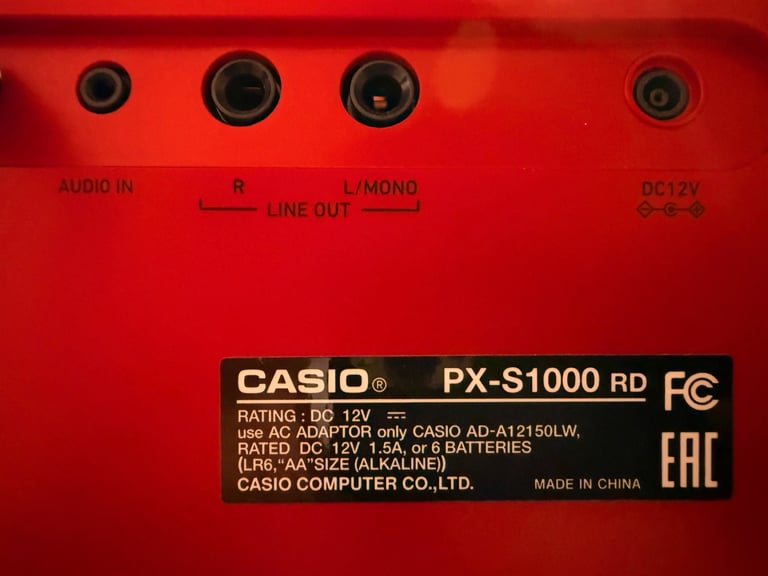 AUDIO IN
R
L/MONO
LINE OUT
DC12V
CASIO® PX-S1000 RD
FC
RATING : DC 12V ⎓
use AC ADAPTOR only CASIO AD-A12150LW,
RATED DC 12V 1.5A, or 6 BATTERIES
(LR6,“AA”SIZE (ALKALINE))
EAC
CASIO COMPUTER CO.,LTD.
MADE IN CHINA